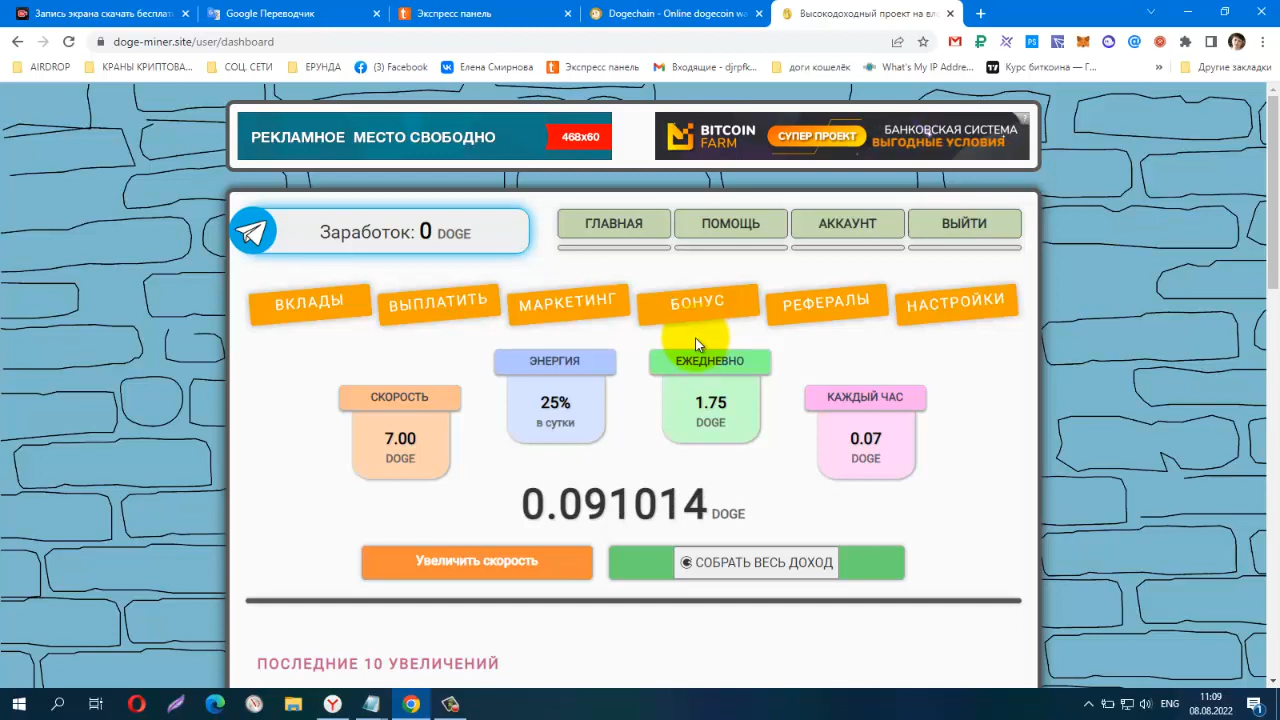 Запись экрана скачать бесплат
Google Переводчик
Экспресс панель
Dogechain - Online dogecoin wa
Высокодоходный проект на вло
doge-miner.site/user/dashboard
AIRDROP
КРАНЫ КРИПТОВА...
СОЦ. СЕТИ
ЕРУНДА
(3) Facebook
Елена Смирнова
Экспресс панель
Входящие - djrpfk...
доги кошелёк
What's My IP Addre...
Курс биткоина — Г...
»
Другие закладки
РЕКЛАМНОЕ МЕСТО СВОБОДНО
468x60
BITCOIN
FARM
СУПЕР ПРОЕКТ
БАНКОВСКАЯ СИСТЕМА
ВЫГОДНЫЕ УСЛОВИЯ
Заработок: 0 DOGE
ГЛАВНАЯ
ПОМОЩЬ
АККАУНТ
ВЫЙТИ
ВКЛАДЫ
ВЫПЛАТИТЬ
МАРКЕТИНГ
БОНУС
РЕФЕРАЛЫ
НАСТРОЙКИ
СКОРОСТЬ
7.00
DOGE
ЭНЕРГИЯ
25%
в сутки
ЕЖЕДНЕВНО
1.75
DOGE
КАЖДЫЙ ЧАС
0.07
DOGE
0.091014 DOGE
Увеличить скорость
СОБРАТЬ ВЕСЬ ДОХОД
ПОСЛЕДНИЕ 10 УВЕЛИЧЕНИЙ
ENG
11:09
08.08.2022